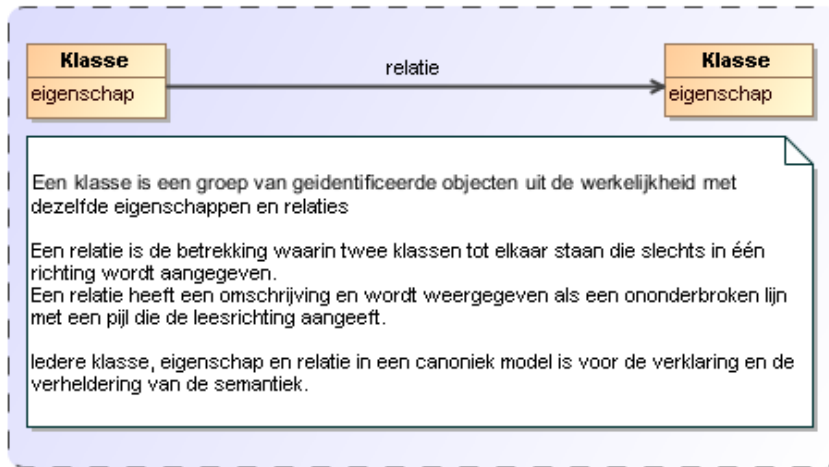 Klasse
eigenschap
relatie
Klasse
eigenschap
Een klasse is een groep van geidentificeerde objecten uit de werkelijkheid met
dezelfde eigenschappen en relaties
Een relatie is de betrekking waarin twee klassen tot elkaar staan die slechts in één
richting wordt aangegeven.
Een relatie heeft een omschrijving en wordt weergegeven als een ononderbroken lijn
met een pijl die de leesrichting aangeeft.
Iedere klasse, eigenschap en relatie in een canoniek model is voor de verklaring en de
verheldering van de semantiek.